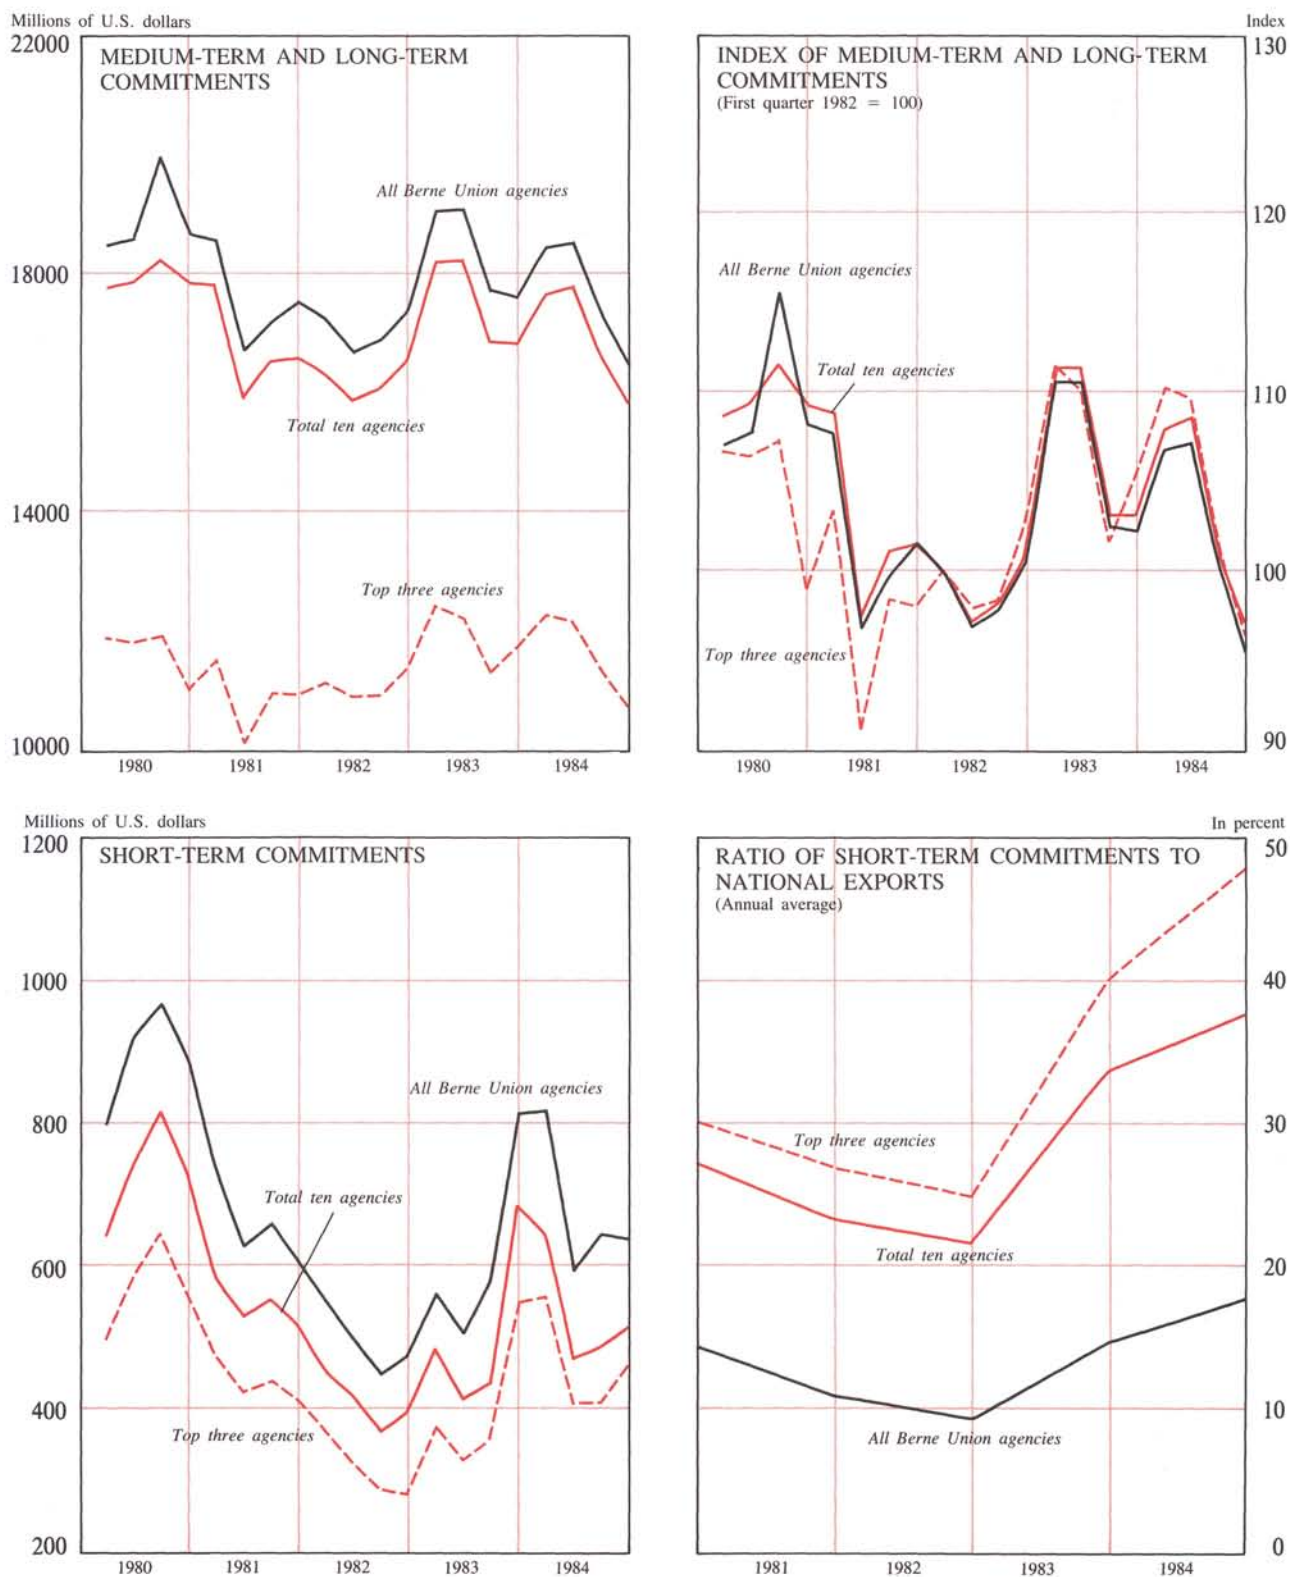 Millions of U.S. dollars
22000
MEDIUM-TERM AND LONG-TERM
COMMITMENTS
All Berne Union agencies
18000
Total ten agencies
14000
Top three agencies
10000
1980 1981 1982 1983 1984
Index
130
INDEX OF MEDIUM-TERM AND LONG-TERM
COMMITMENTS
(First quarter 1982 = 100)
120
All Berne Union agencies
Total ten agencies
110
100
Top three agencies
90
1980 1981 1982 1983 1984
Millions of U.S. dollars
1200
SHORT-TERM COMMITMENTS
1000
All Berne Union agencies
800
Total ten agencies
600
400
Top three agencies
200
1980 1981 1982 1983 1984
In percent
50
RATIO OF SHORT-TERM COMMITMENTS TO
NATIONAL EXPORTS
(Annual average)
40
30
Top three agencies
Total ten agencies
20
10
All Berne Union agencies
0
1981 1982 1983 1984